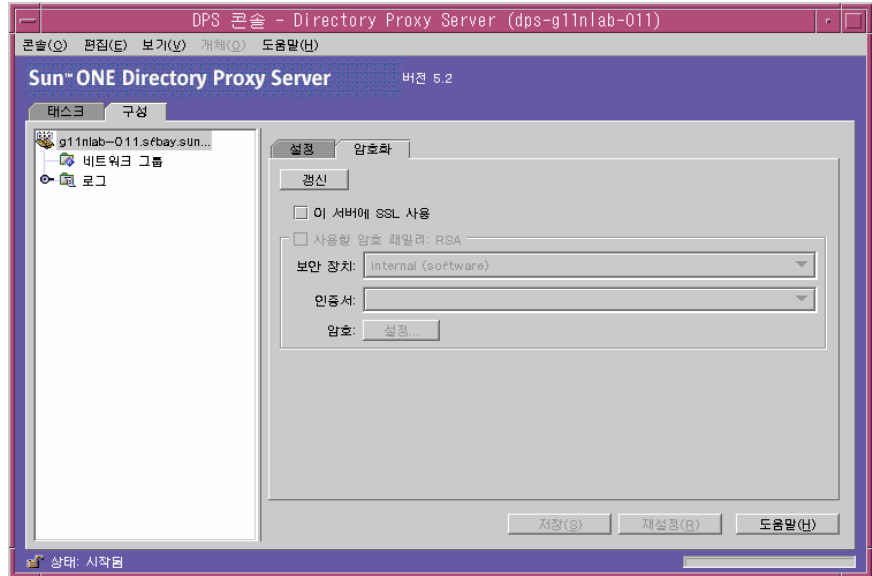 DPS 콘솔 - Directory Proxy Server (dps-g11nlab-011)
콘솔(O) 편집(E) 보기(V) 개체(O) 도움말(H)
Sun™ ONE Directory Proxy Server 버전 5.2
태스크 구성
g11nlab-011.sfbay.sun...
비트워크 그룹
로그
설정 암호화
갱신
이 서버에 SSL 사용
사용할 암호 패밀리: RSA
보안 장치: internal (software)
인증서:
암호: 설정...
저장(S) 재설정(R) 도움말(H)
상태: 시작됨